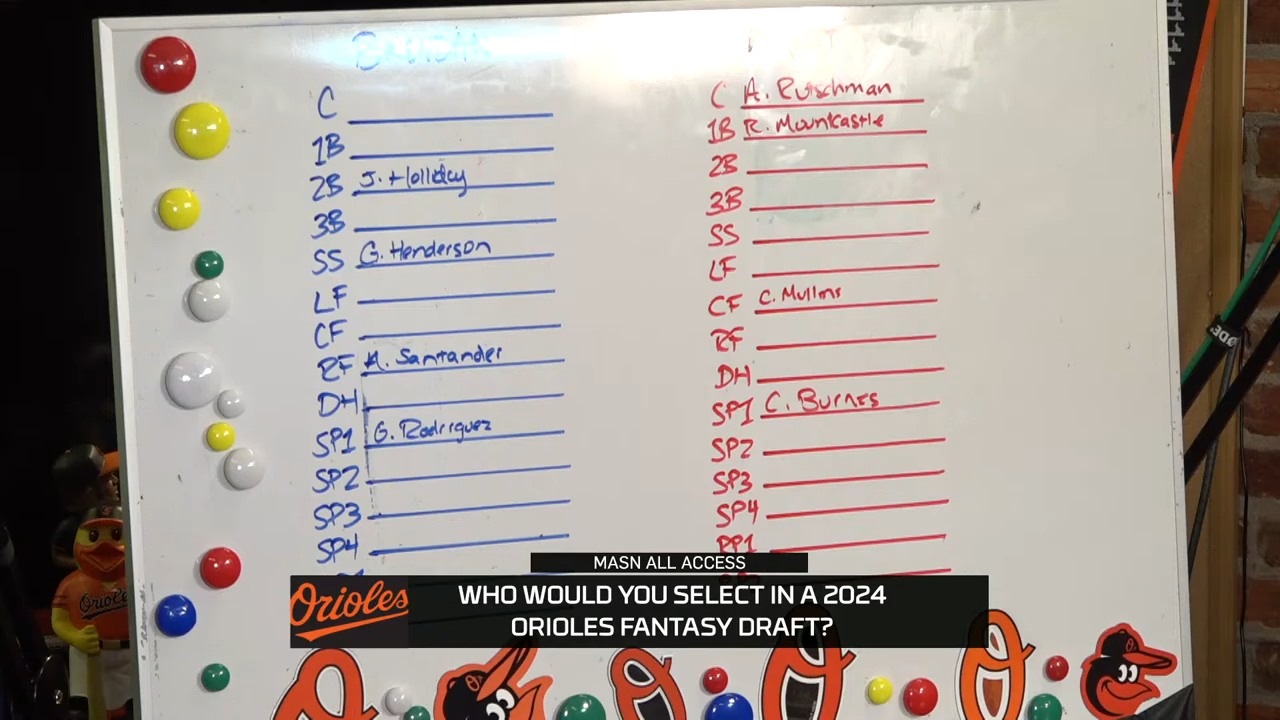 C
1B
2B J. Holliday
3B
SS G. Henderson
LF
CF
RF A. Santander
DH
SP1 G. Rodriguez
SP2
SP3
SP4
C A. Rutschman
1B R. Mountcastle
2B
3B
SS
LF
CF C. Mullins
RF
DH
SP1 C. Burnes
SP2
SP3
SP4
RP1
MASN ALL ACCESS
Orioles
WHO WOULD YOU SELECT IN A 2024
ORIOLES FANTASY DRAFT?
Orioles